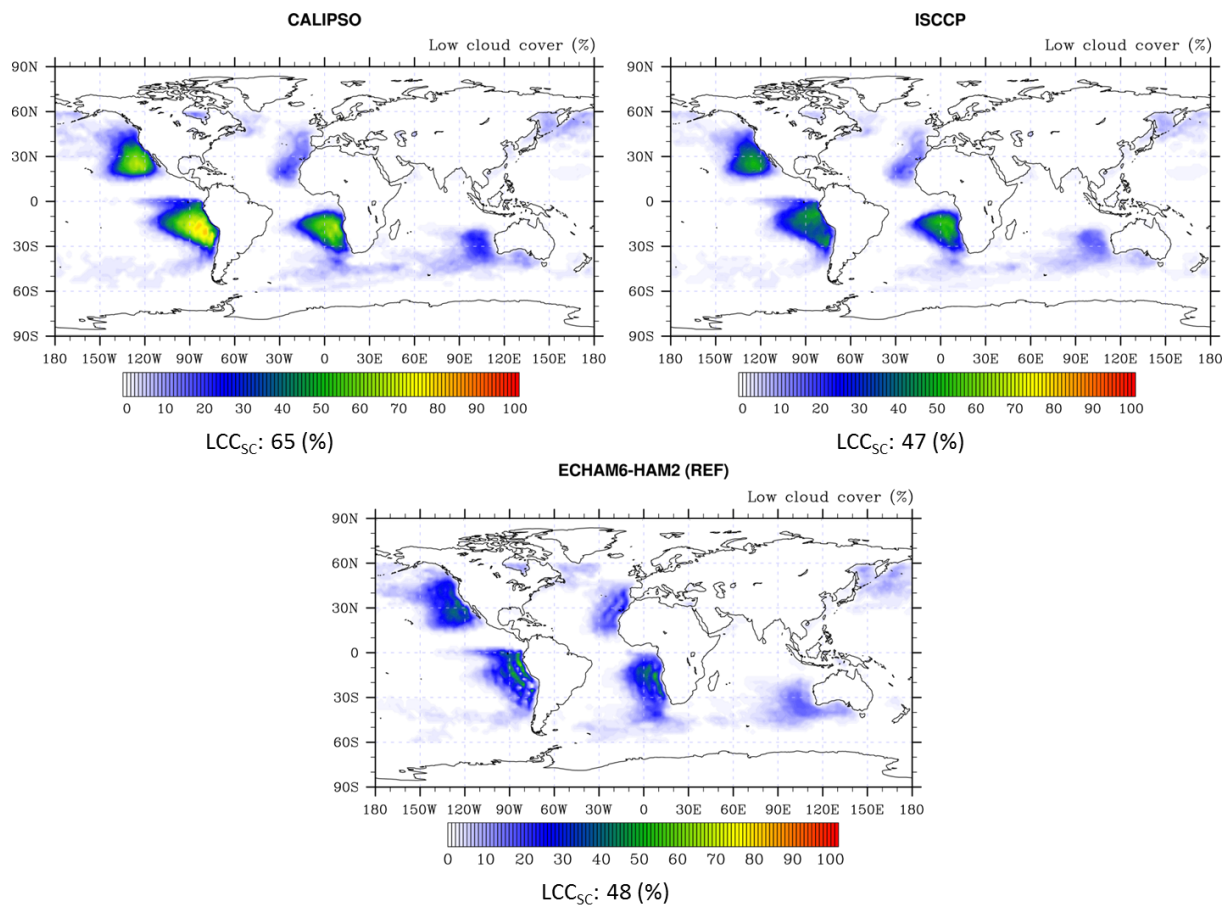 CALIPSO
Low cloud cover (%)
90N
60N
30N
0
30S
60S
90S
180 150W 120W 90W 60W 30W 0 30E 60E 90E 120E 150E 180
0 10 20 30 40 50 60 70 80 90 100
LCCSC: 65 (%)
ISCCP
Low cloud cover (%)
90N
60N
30N
0
30S
60S
90S
180 150W 120W 90W 60W 30W 0 30E 60E 90E 120E 150E 180
0 10 20 30 40 50 60 70 80 90 100
LCCSC: 47 (%)
ECHAM6-HAM2 (REF)
Low cloud cover (%)
90N
60N
30N
0
30S
60S
90S
180 150W 120W 90W 60W 30W 0 30E 60E 90E 120E 150E 180
0 10 20 30 40 50 60 70 80 90 100
LCCSC: 48 (%)